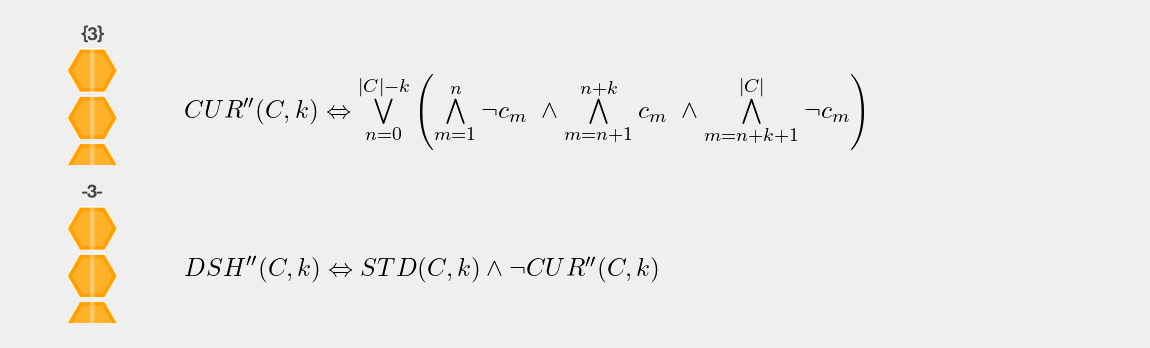 {3}
CUR″(C, k) ⇔ ⋁_{n=0}^{|C|−k} ( ⋀_{m=1}^{n} ¬c_m ∧ ⋀_{m=n+1}^{n+k} c_m ∧ ⋀_{m=n+k+1}^{|C|} ¬c_m )
-3-
DSH″(C, k) ⇔ STD(C, k) ∧ ¬CUR″(C, k)